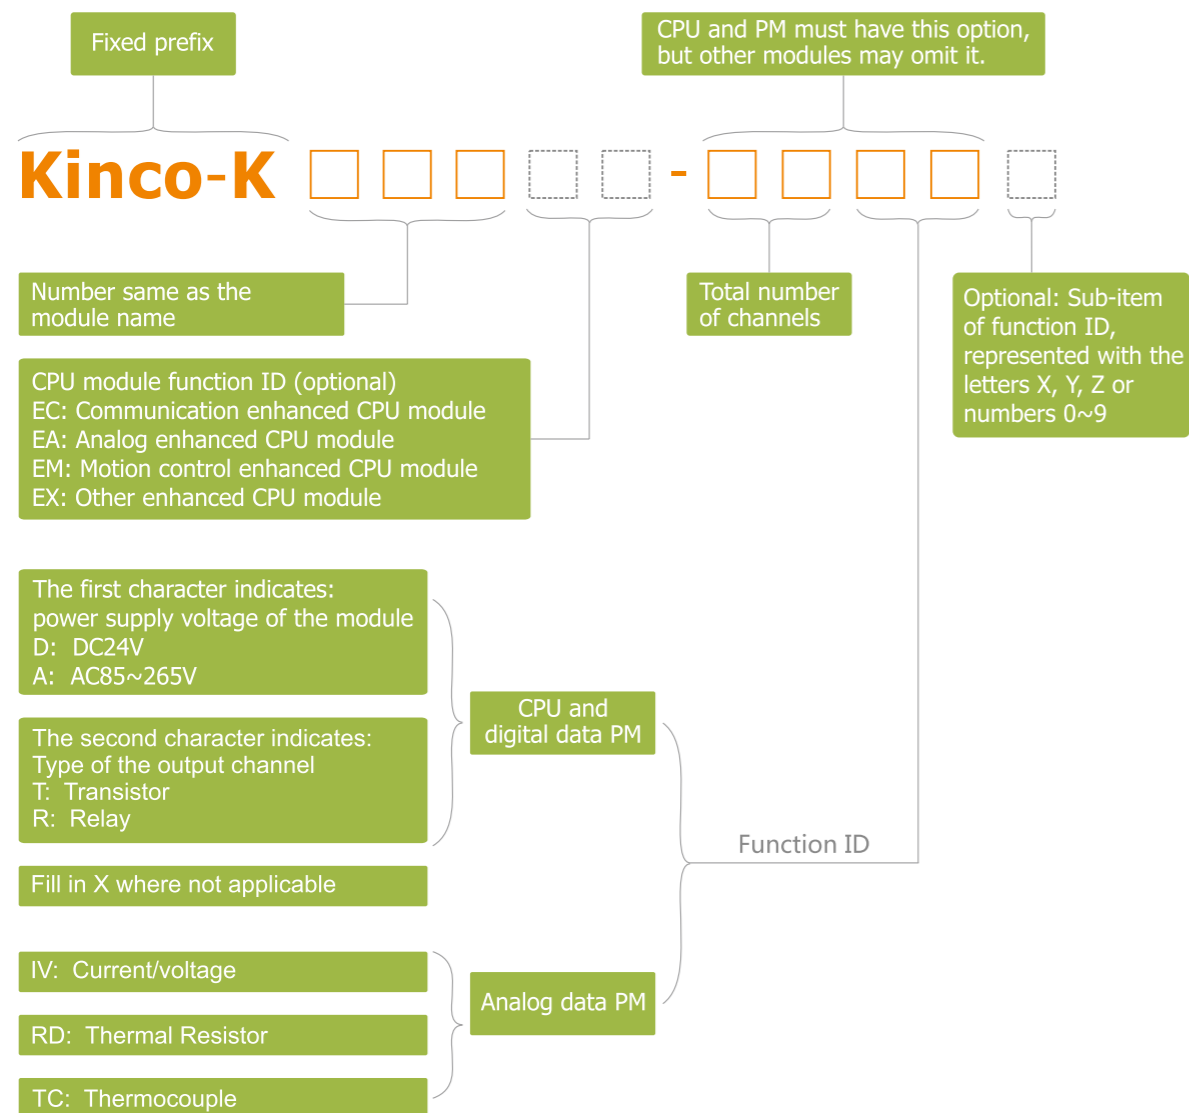 Fixed prefix
CPU and PM must have this option,
but other modules may omit it.
Kinco-K -
Number same as the
module name
Total number
of channels
Optional: Sub-item
of function ID,
represented with the
letters X, Y, Z or
numbers 0~9
CPU module function ID (optional)
EC: Communication enhanced CPU module
EA: Analog enhanced CPU module
EM: Motion control enhanced CPU module
EX: Other enhanced CPU module
The first character indicates:
power supply voltage of the module
D: DC24V
A: AC85~265V
CPU and
digital data PM
The second character indicates:
Type of the output channel
T: Transistor
R: Relay
Function ID
Fill in X where not applicable
IV: Current/voltage
Analog data PM
RD: Thermal Resistor
TC: Thermocouple